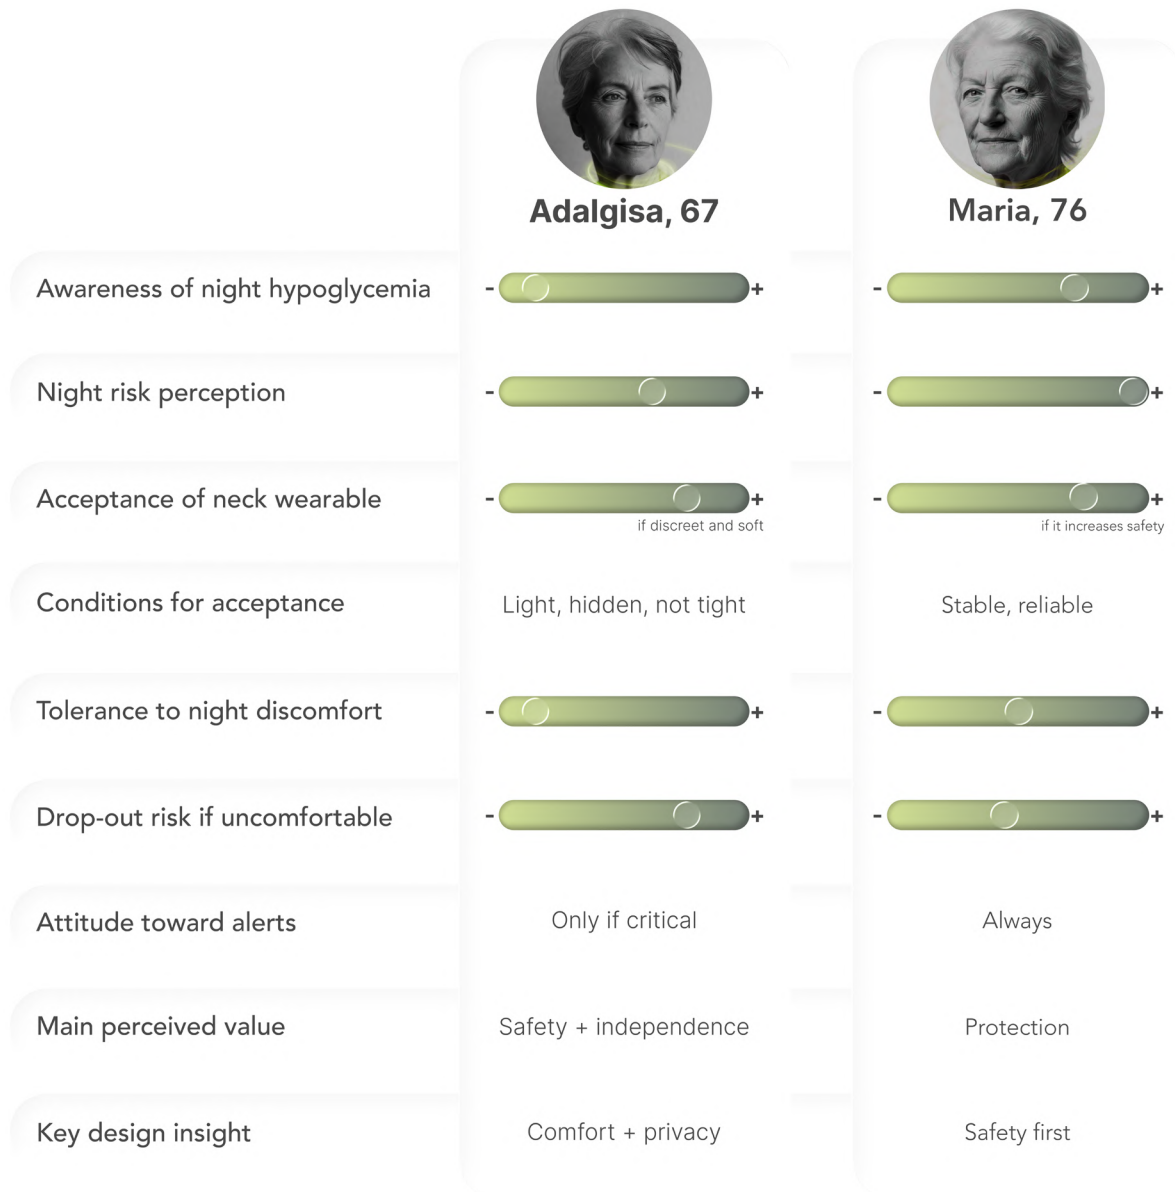 Adalgisa, 67
Maria, 76
Awareness of night hypoglycemia
- +
- +
Night risk perception
- +
- +
Acceptance of neck wearable
- +
if discreet and soft
- +
if it increases safety
Conditions for acceptance
Light, hidden, not tight
Stable, reliable
Tolerance to night discomfort
- +
- +
Drop-out risk if uncomfortable
- +
- +
Attitude toward alerts
Only if critical
Always
Main perceived value
Safety + independence
Protection
Key design insight
Comfort + privacy
Safety first